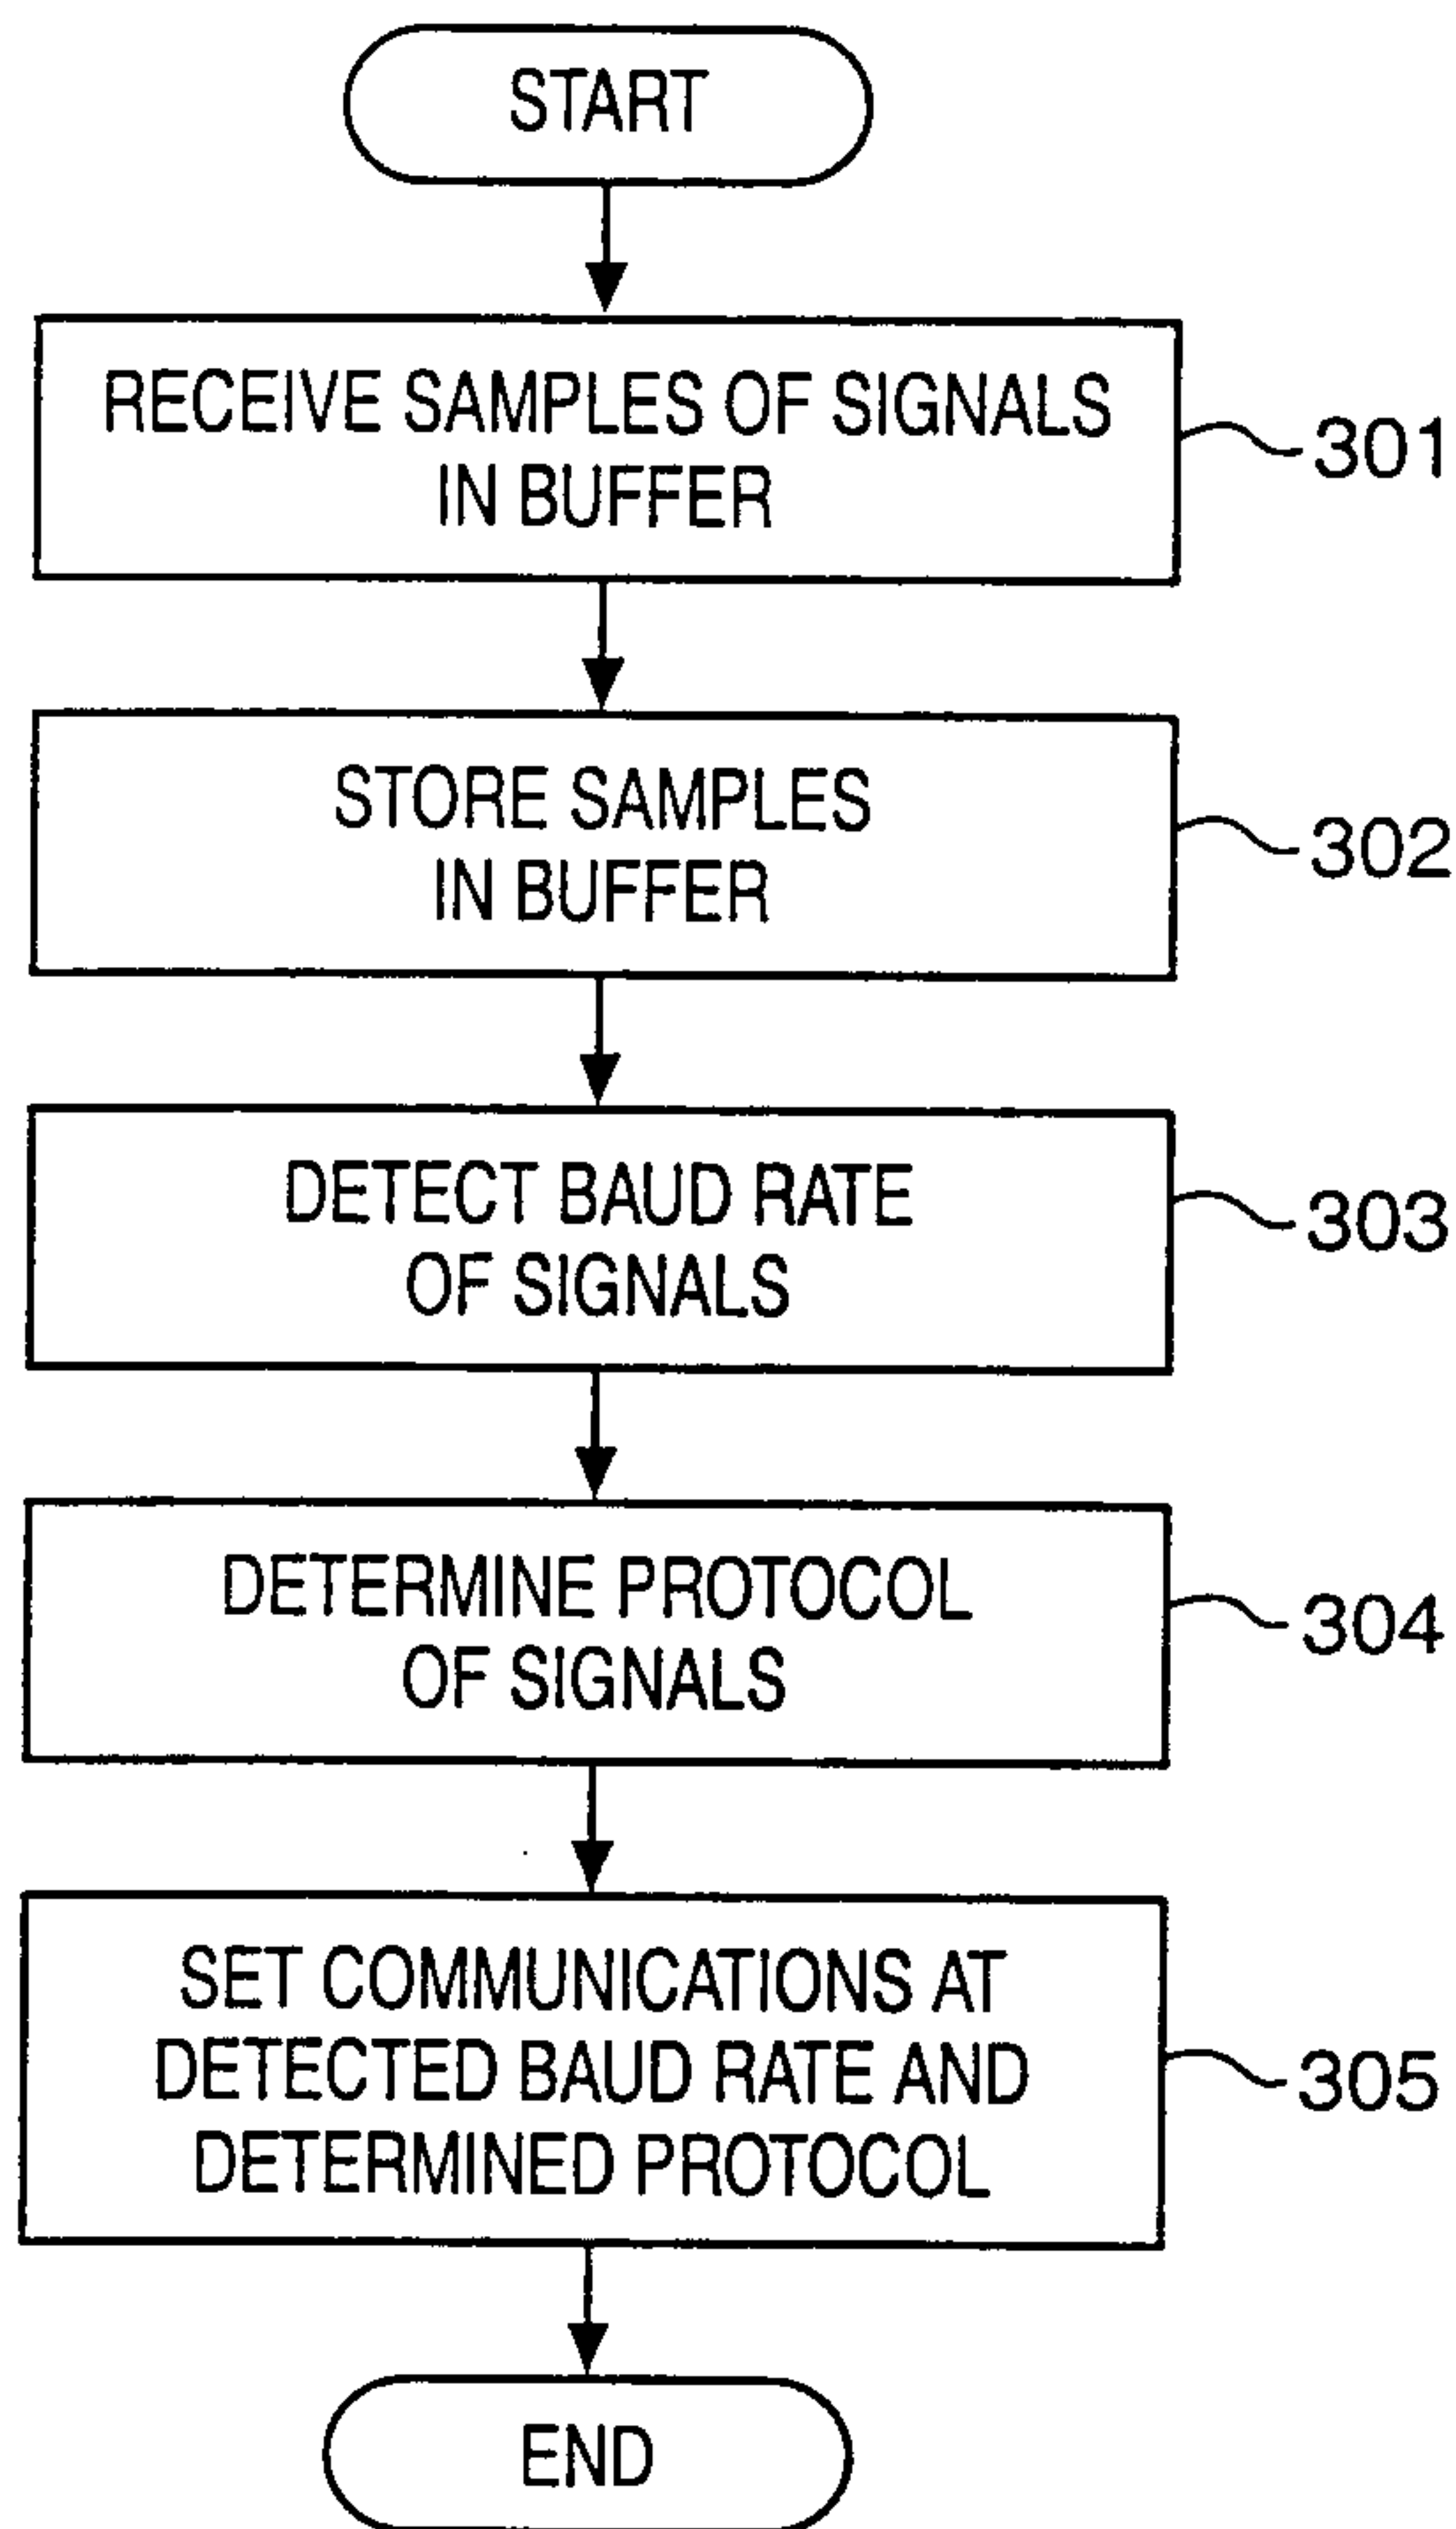 START
RECEIVE SAMPLES OF SIGNALS
IN BUFFER
301
STORE SAMPLES
IN BUFFER
302
DETECT BAUD RATE
OF SIGNALS
303
DETERMINE PROTOCOL
OF SIGNALS
304
SET COMMUNICATIONS AT
DETECTED BAUD RATE AND
DETERMINED PROTOCOL
305
END